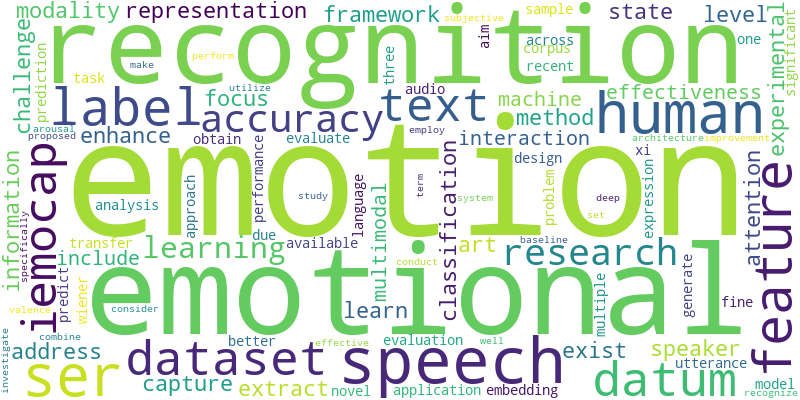 modality representation framework sample subjective state level
recognition
challenge prediction task three aim across corpus recent one experimental significant
make utilize audio
label focus accuracy text machine effectiveness human
arousal proposed enhance obtain evaluate perform employ method
interaction architecture improvement
emotion
information specifically analysis approach performance language term study system design problem xi deep set expression attention
iemocap transfer include learning due available multimodal classification art research baseline feature
predict wiener conduct multiple generate fine
emotional
valence consider learn
investigate address combine better effective evaluation well exist speaker utterance
dataset speech
ser capture extract novel application embedding datum model recognize